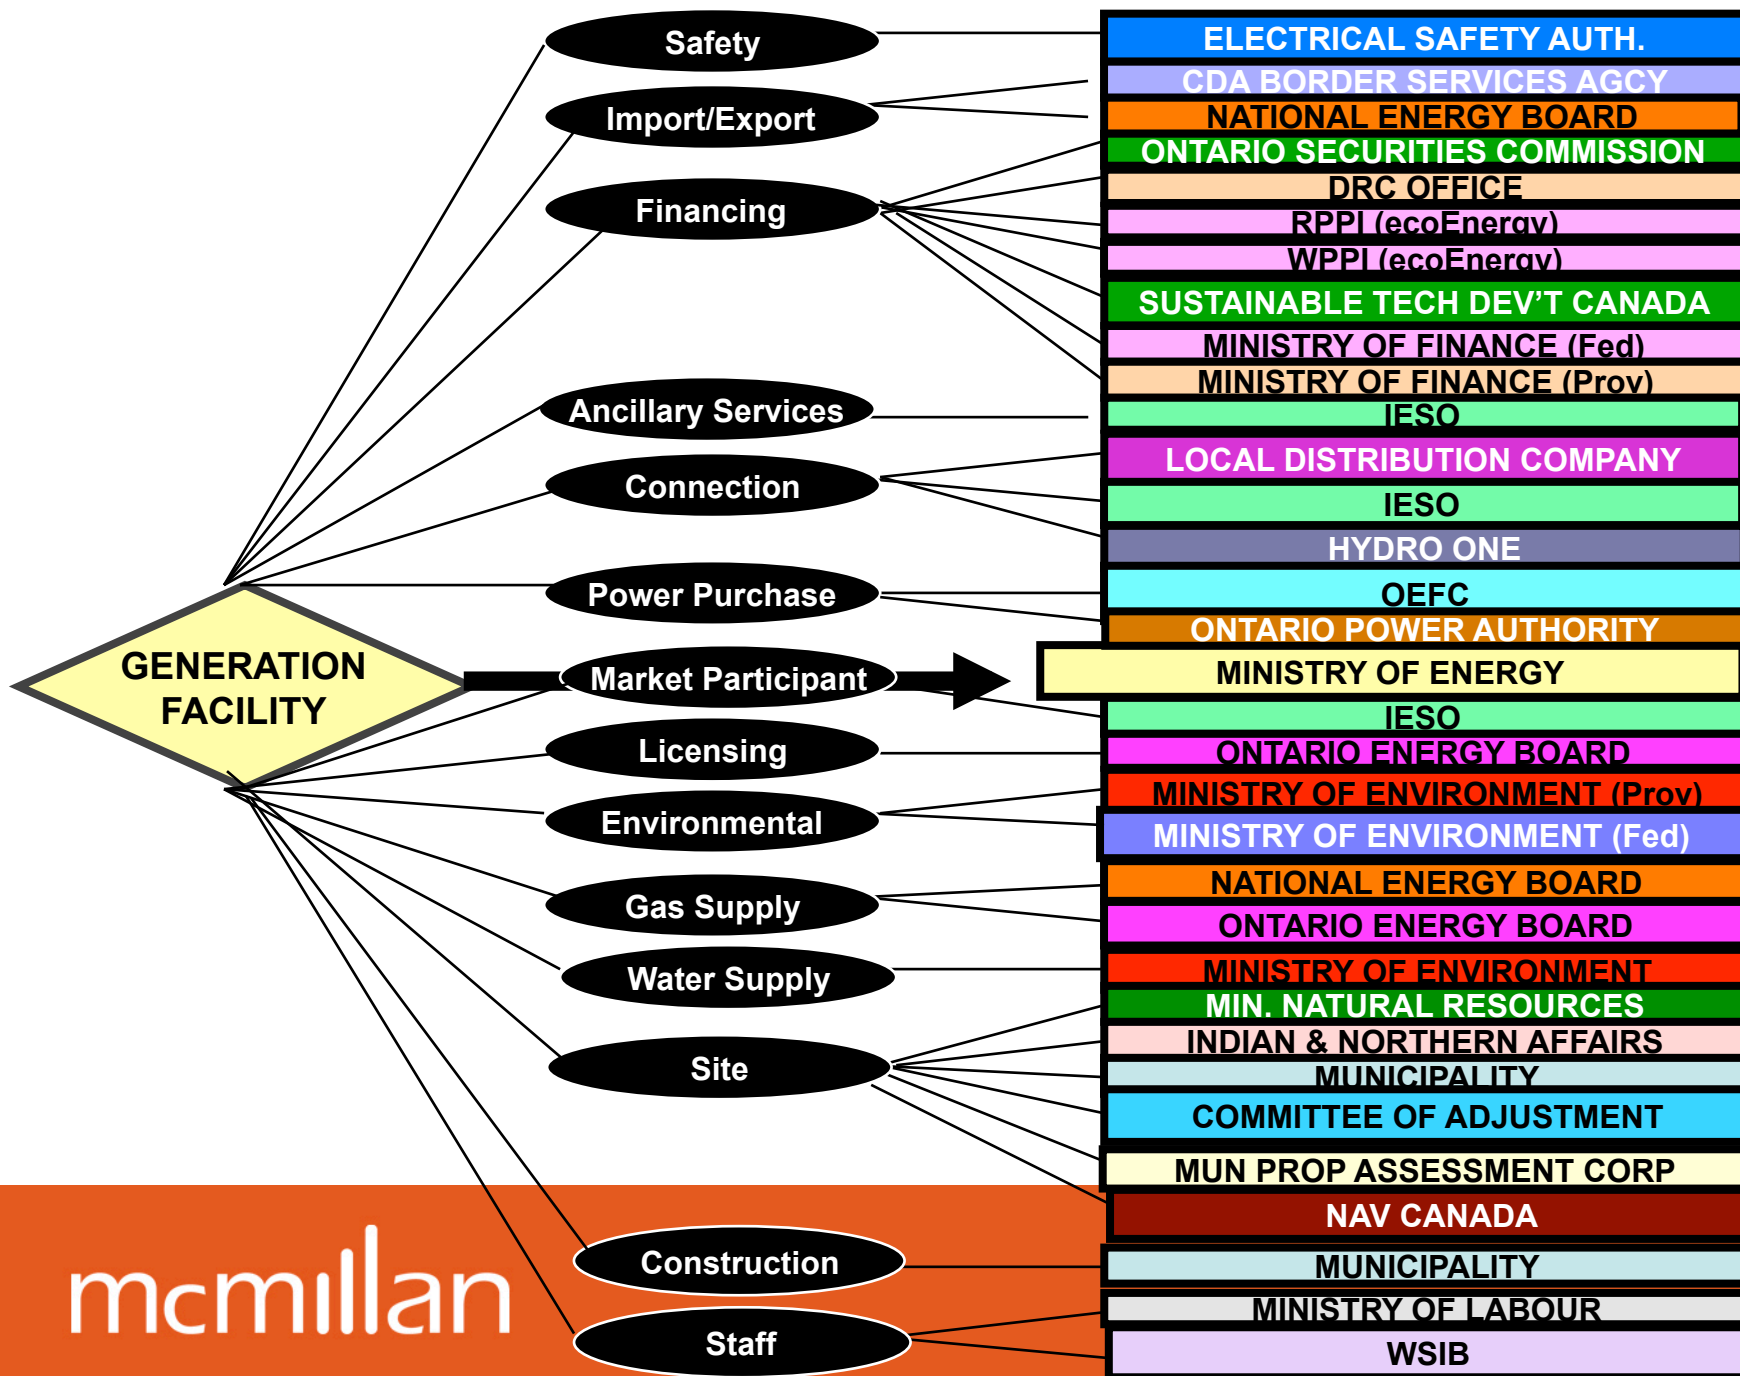 Safety
ELECTRICAL SAFETY AUTH.
CDA BORDER SERVICES AGCY
Import/Export
NATIONAL ENERGY BOARD
ONTARIO SECURITIES COMMISSION
DRC OFFICE
Financing
RPPI (ecoEnergy)
WPPI (ecoEnergy)
SUSTAINABLE TECH DEV’T CANADA
MINISTRY OF FINANCE (Fed)
MINISTRY OF FINANCE (Prov)
Ancillary Services
IESO
LOCAL DISTRIBUTION COMPANY
Connection
IESO
HYDRO ONE
Power Purchase
OEFC
ONTARIO POWER AUTHORITY
GENERATION
FACILITY
Market Participant
MINISTRY OF ENERGY
IESO
Licensing
ONTARIO ENERGY BOARD
MINISTRY OF ENVIRONMENT (Prov)
Environmental
MINISTRY OF ENVIRONMENT (Fed)
NATIONAL ENERGY BOARD
Gas Supply
ONTARIO ENERGY BOARD
Water Supply
MINISTRY OF ENVIRONMENT
MIN. NATURAL RESOURCES
INDIAN & NORTHERN AFFAIRS
Site
MUNICIPALITY
COMMITTEE OF ADJUSTMENT
MUN PROP ASSESSMENT CORP
NAV CANADA
Construction
MUNICIPALITY
mcmillan
MINISTRY OF LABOUR
Staff
WSIB